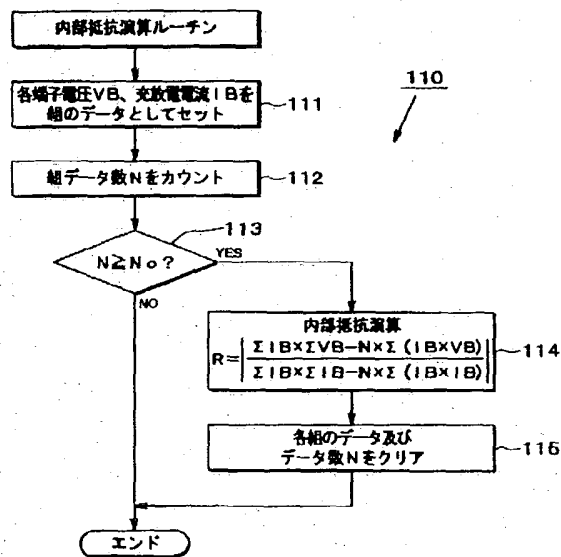 内部抵抗演算ルーチン
110
各端子電圧VB、充放電電流IBを
組のデータとしてセット
111
組データ数Nをカウント
112
113
N≧No?
YES
NO
内部抵抗演算
R=|ΣIB×ΣVB-N×Σ(IB×VB)
ΣIB×ΣIB-N×Σ(IB×IB)|
114
各組のデータ及び
データ数Nをクリア
115
エンド